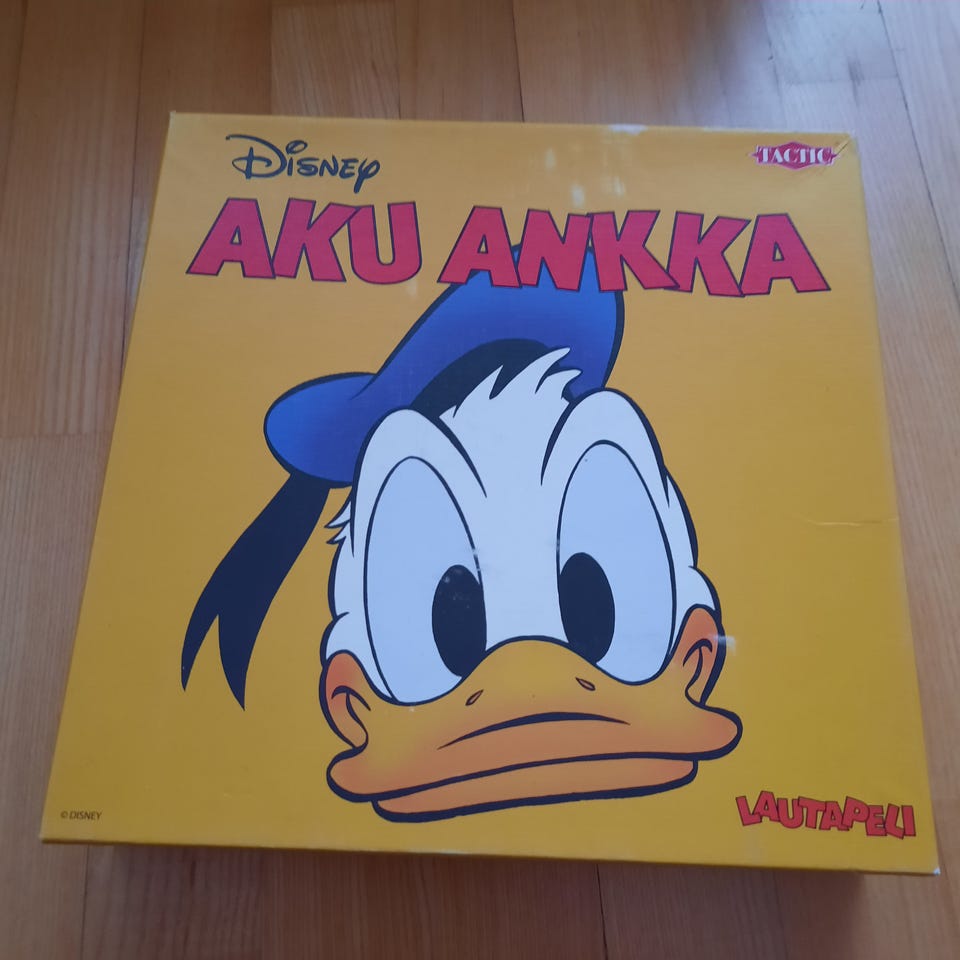 Disney
TACTIC
AKU ANKKA
© DISNEY
LAUTAPELI